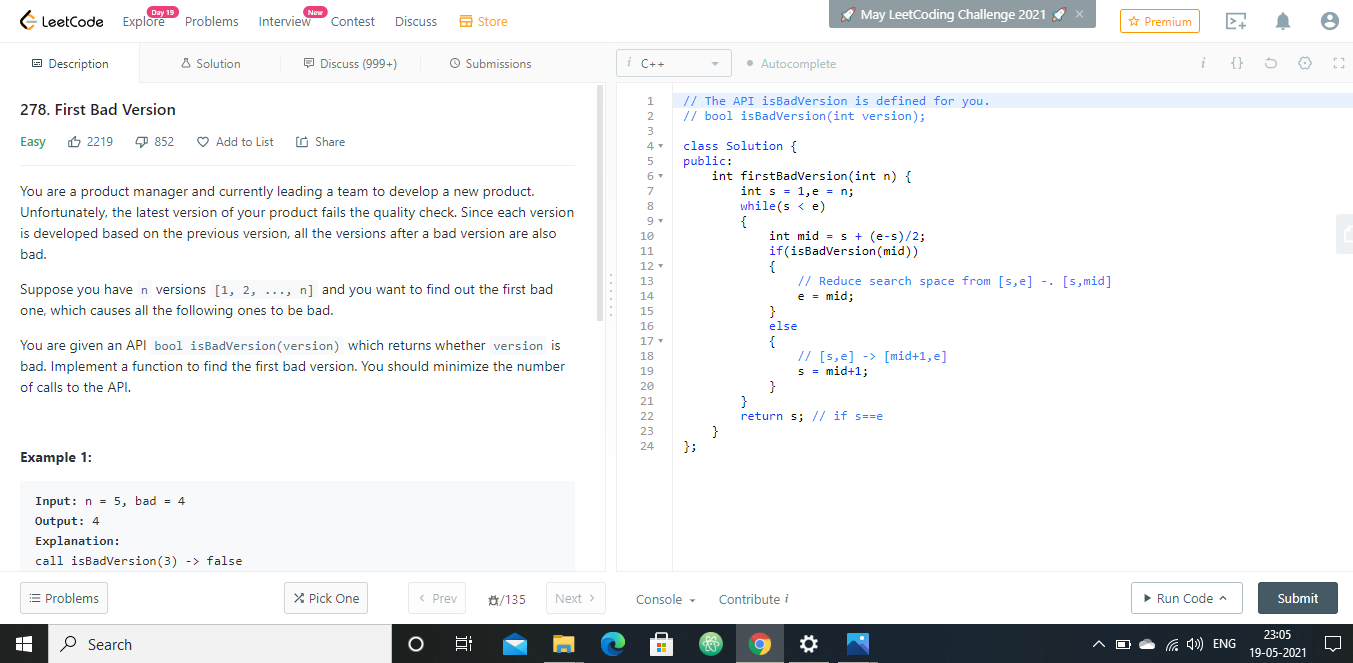 LeetCode
Day 19
Explore
Problems
New
Interview
Contest
Discuss
Store
🚀 May LeetCoding Challenge 2021 🚀 ×
☆ Premium
Description
Solution
Discuss (999+)
Submissions
i C++
Autocomplete
278. First Bad Version
Easy 2219 852 Add to List Share
You are a product manager and currently leading a team to develop a new product.
Unfortunately, the latest version of your product fails the quality check. Since each version
is developed based on the previous version, all the versions after a bad version are also
bad.
Suppose you have n versions [1, 2, ..., n] and you want to find out the first bad
one, which causes all the following ones to be bad.
You are given an API bool isBadVersion(version) which returns whether version is
bad. Implement a function to find the first bad version. You should minimize the number
of calls to the API.
Example 1:
Input: n = 5, bad = 4
Output: 4
Explanation:
call isBadVersion(3) -> false
1 // The API isBadVersion is defined for you.
2 // bool isBadVersion(int version);
3
4 class Solution {
5 public:
6 int firstBadVersion(int n) {
7 int s = 1,e = n;
8 while(s < e)
9 {
10 int mid = s + (e-s)/2;
11 if(isBadVersion(mid))
12 {
13 // Reduce search space from [s,e] -. [s,mid]
14 e = mid;
15 }
16 else
17 {
18 // [s,e] -> [mid+1,e]
19 s = mid+1;
20 }
21 }
22 return s; // if s==e
23 }
24 };
Problems
Pick One
< Prev
/135
Next >
Console
Contribute i
Run Code
Submit
Search
ENG
23:05
19-05-2021